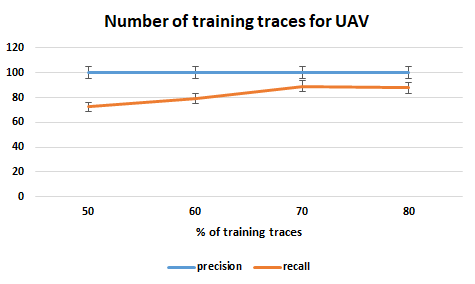 Number of training traces for UAV
120
100
80
60
40
20
0
50 60 70 80
% of training traces
precision recall